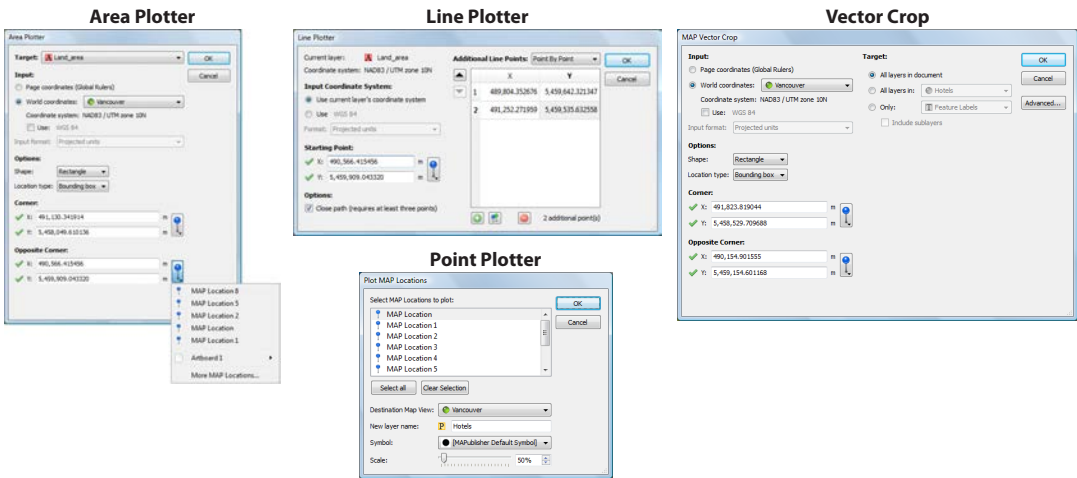 Area Plotter
Area Plotter
Target: Land_area
OK
Input:
Cancel
Page coordinates (Global Rulers)
World coordinates: Vancouver
Coordinate system: NAD83 / UTM zone 10N
Use: WGS 84
Input format: Projected units
Options:
Shape: Rectangle
Location type: Bounding box
Corner:
X: 491,130.341914 m
Y: 5,458,049.610136 m
Opposite Corner:
X: 490,566.415456 m
Y: 5,459,909.043320 m
MAP Location 8
MAP Location 5
MAP Location 2
MAP Location
MAP Location 1
Artboard 1
More MAP Locations...
Line Plotter
Line Plotter
Current layer: Land_area
Coordinate system: NAD83 / UTM zone 10N
Input Coordinate System:
Use current layer's coordinate system
Use WGS 84
Format: Projected units
Starting Point:
X: 490,566.415456 m
Y: 5,459,909.043320 m
Options:
Close path (requires at least three points)
Additional Line Points: Point By Point
X Y
1 489,804.352676 5,459,642.321347
2 491,252.271959 5,459,535.632558
2 additional point(s)
OK
Cancel
Point Plotter
Plot MAP Locations
Select MAP Locations to plot:
MAP Location
MAP Location 1
MAP Location 2
MAP Location 3
MAP Location 4
MAP Location 5
OK
Cancel
Select all Clear Selection
Destination Map View: Vancouver
New layer name: P Hotels
Symbol: [MAPublisher Default Symbol]
Scale: 50%
Vector Crop
MAP Vector Crop
Input:
Page coordinates (Global Rulers)
World coordinates: Vancouver
Coordinate system: NAD83 / UTM zone 10N
Use: WGS 84
Input format: Projected units
Options:
Shape: Rectangle
Location type: Bounding box
Corner:
X: 491,823.819044 m
Y: 5,458,529.709688 m
Opposite Corner:
X: 490,154.901555 m
Y: 5,459,154.601168 m
Target:
All layers in document
All layers in: Hotels
Only: Feature Labels
Include sublayers
OK
Cancel
Advanced...